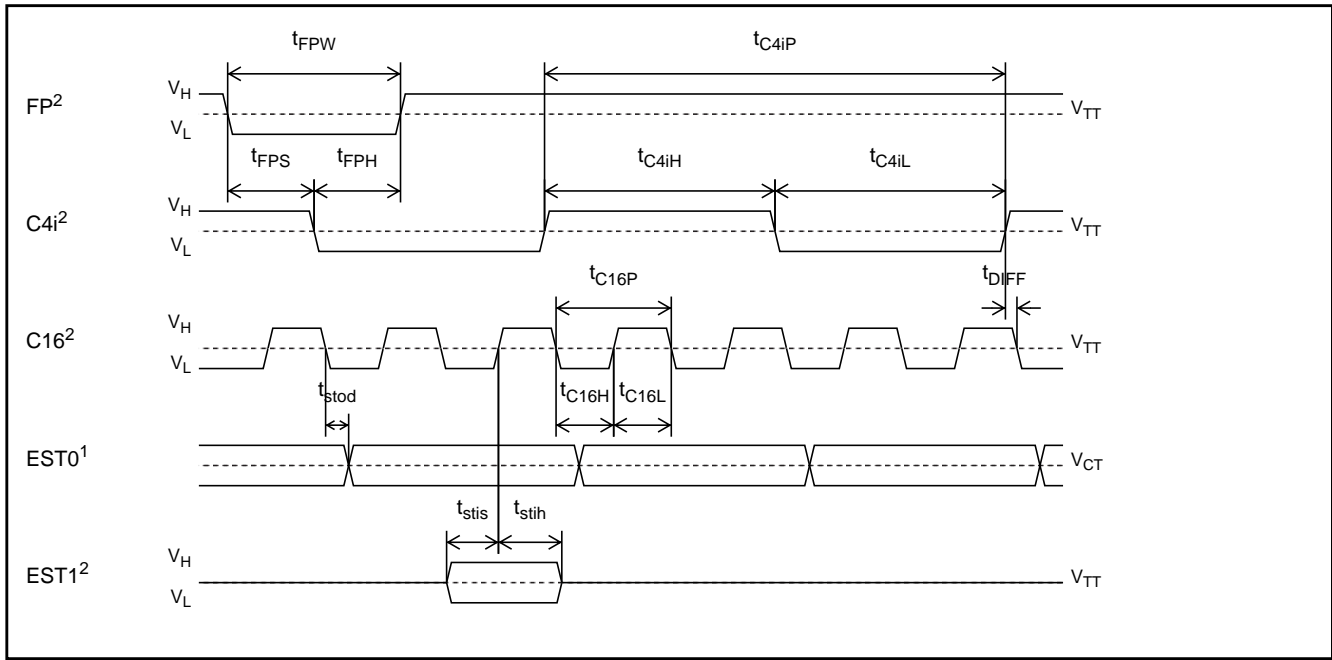 tFPW
tC4iP
FP2
VH
VL
VTT
tFPS
tFPH
tC4iH
tC4iL
C4i2
VH
VL
VTT
tC16P
tDIFF
C162
VH
VL
VTT
tstod
tC16H
tC16L
EST01
VCT
tstis
tstih
EST12
VH
VL
VTT